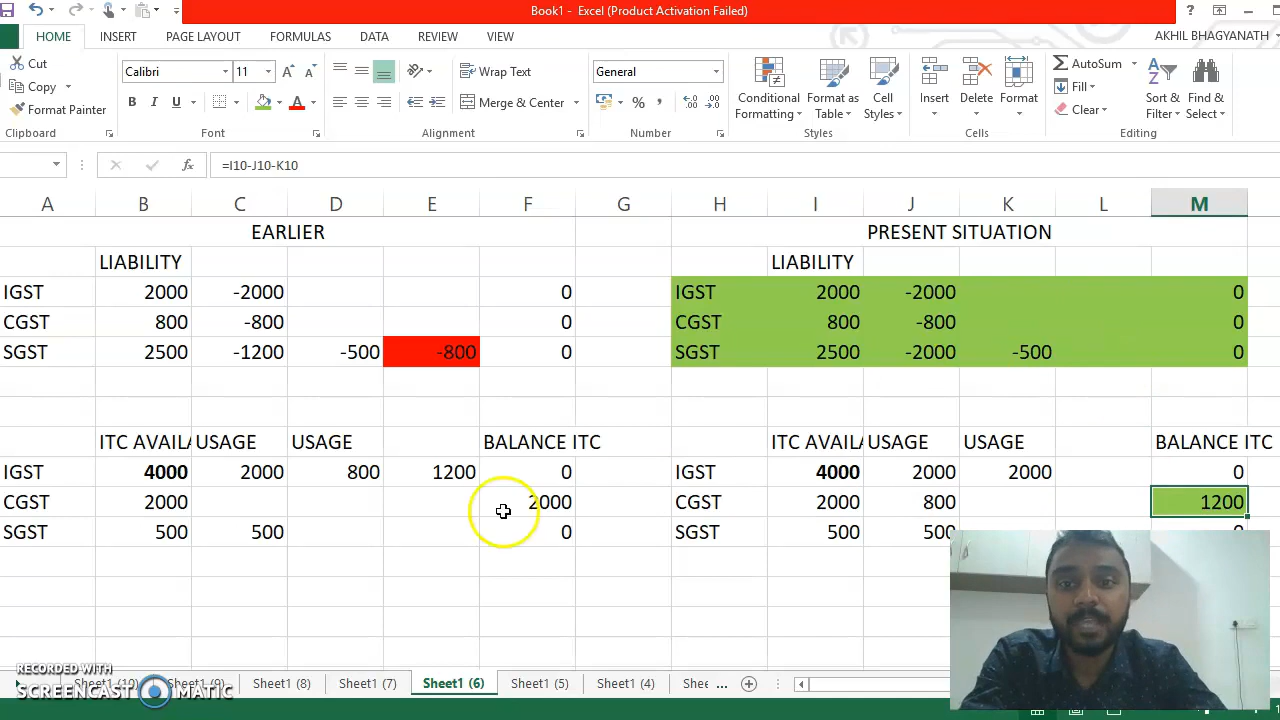 Book1 - Excel (Product Activation Failed)
HOME INSERT PAGE LAYOUT FORMULAS DATA REVIEW VIEW AKHIL BHAGYANATH
Cut
Copy
Format Painter
Calibri 11
B I U A
Wrap Text
Merge & Center
General
%
Conditional Formatting
Format as Table
Cell Styles
Insert Delete Format
AutoSum
Fill
Clear
Sort & Filter
Find & Select
Clipboard Font Alignment Number Styles Cells Editing
fx =I10-J10-K10
A B C D E F G H I J K L M
EARLIER PRESENT SITUATION
LIABILITY LIABILITY
IGST 2000 -2000 0 IGST 2000 -2000 0
CGST 800 -800 0 CGST 800 -800 0
SGST 2500 -1200 -500 -800 0 SGST 2500 -2000 -500 0
ITC AVAILA USAGE USAGE BALANCE ITC ITC AVAILA USAGE USAGE BALANCE ITC
IGST 4000 2000 800 1200 0 IGST 4000 2000 2000 0
CGST 2000 2000 CGST 2000 800 1200
SGST 500 500 0 SGST 500 500
RECORDED WITH
SCREENCAST MATIC
Sheet1 (8) Sheet1 (7) Sheet1 (6) Sheet1 (5) Sheet1 (4) Shee ...